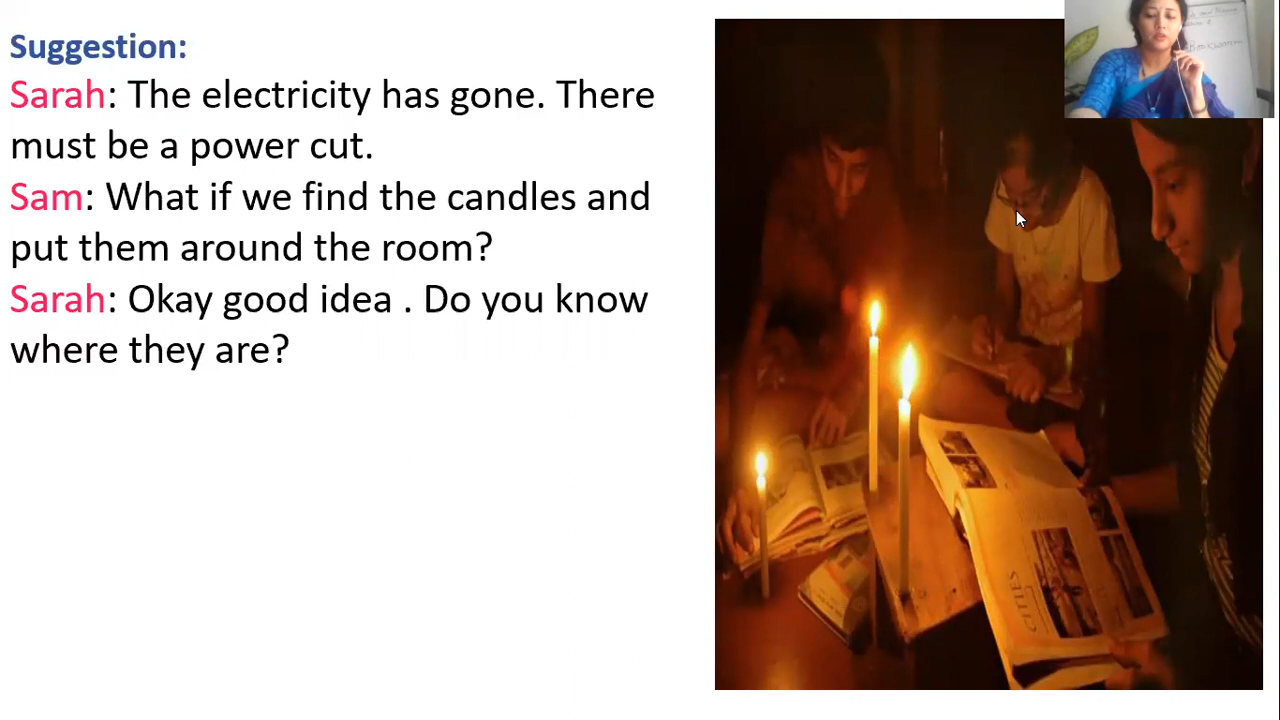 Suggestion:
Sarah: The electricity has gone. There
must be a power cut.
Sam: What if we find the candles and
put them around the room?
Sarah: Okay good idea . Do you know
where they are?
CITIES